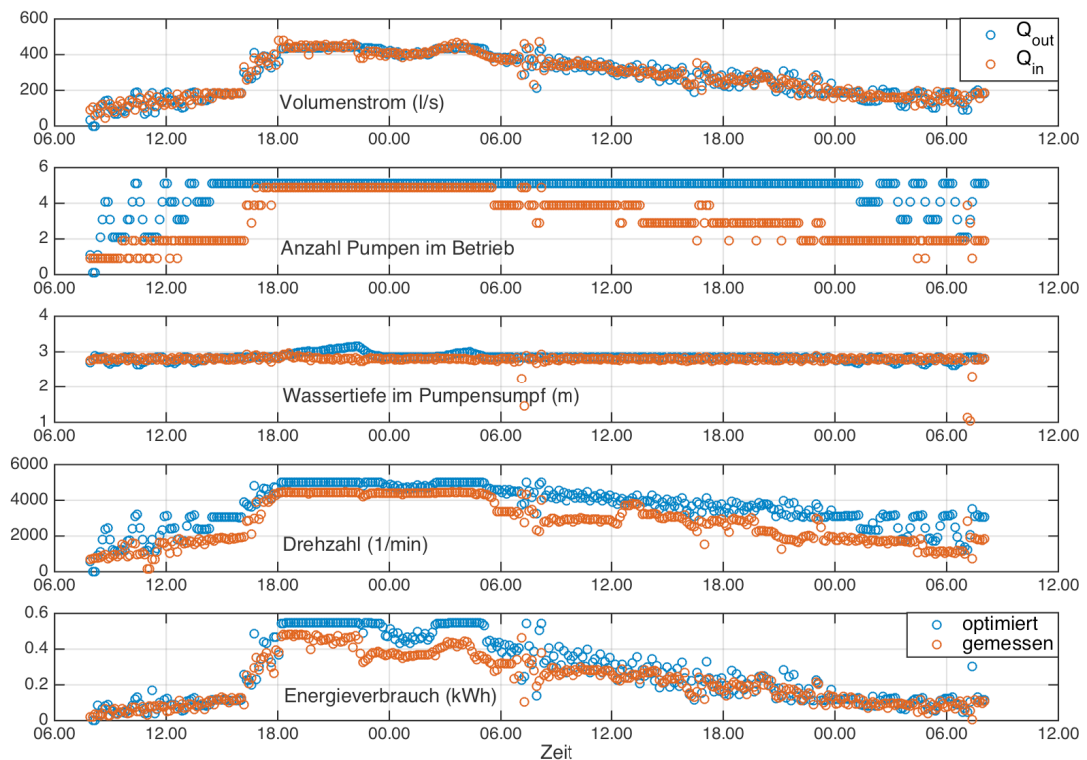 600
400
200
0
Q_out
Q_in
Volumenstrom (l/s)
06.00 12.00 18.00 00.00 06.00 12.00 18.00 00.00 06.00 12.00
6
4
2
0
Anzahl Pumpen im Betrieb
06.00 12.00 18.00 00.00 06.00 12.00 18.00 00.00 06.00 12.00
4
3
2
1
Wassertiefe im Pumpensumpf (m)
06.00 12.00 18.00 00.00 06.00 12.00 18.00 00.00 06.00 12.00
6000
4000
2000
0
Drehzahl (1/min)
06.00 12.00 18.00 00.00 06.00 12.00 18.00 00.00 06.00 12.00
0.6
0.4
0.2
0
optimiert
gemessen
Energieverbrauch (kWh)
06.00 12.00 18.00 00.00 06.00 12.00 18.00 00.00 06.00 12.00
Zeit